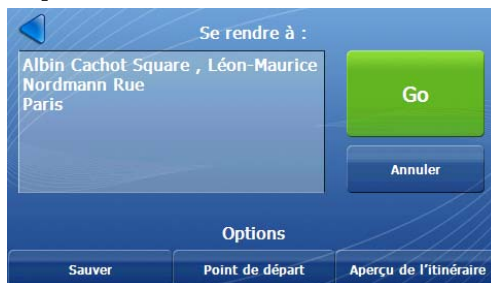 Se rendre à :
Albin Cachot Square , Léon-Maurice
Nordmann Rue
Paris
Go
Annuler
Options
Sauver
Point de départ
Aperçu de l'itinéraire